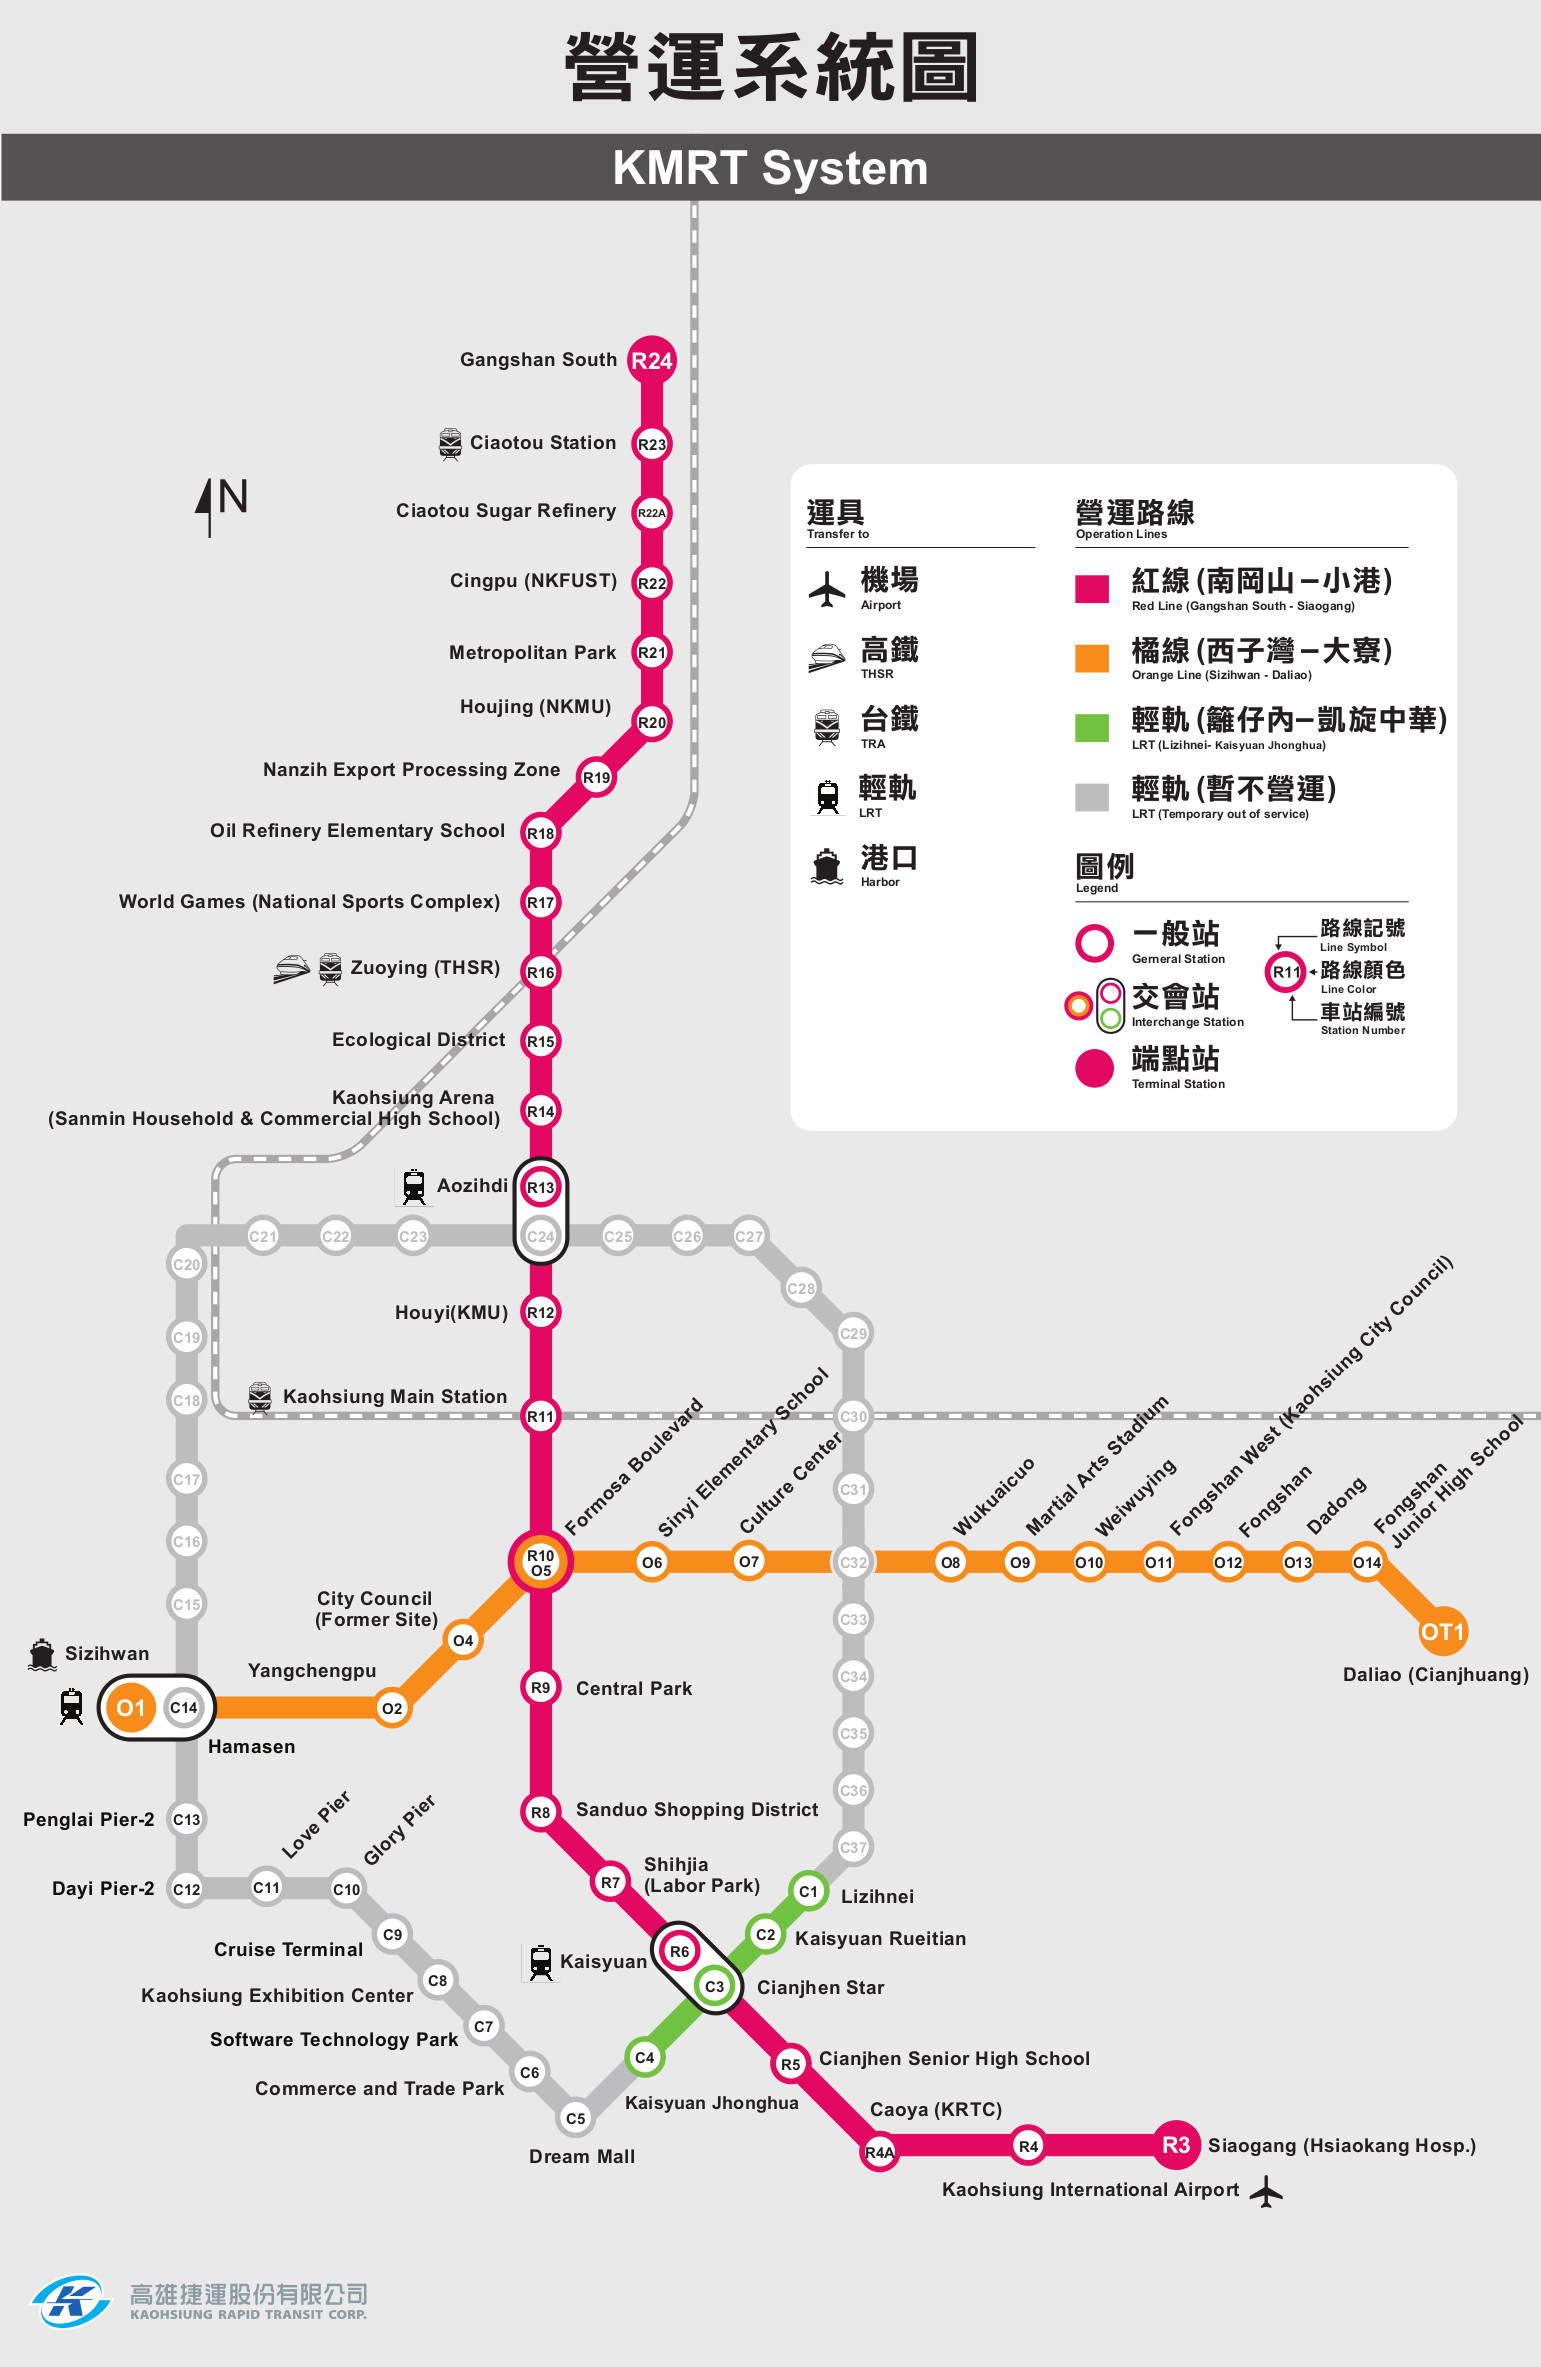 營運系統圖
KMRT System
Gangshan South
R24
Ciaotou Station
R23
N
Ciaotou Sugar Refinery
R22A
Cingpu (NKFUST)
R22
Metropolitan Park
R21
Houjing (NKMU)
R20
Nanzih Export Processing Zone
R19
Oil Refinery Elementary School
R18
World Games (National Sports Complex)
R17
Zuoying (THSR)
R16
Ecological District
R15
Kaohsiung Arena
(Sanmin Household & Commercial High School)
R14
Aozihdi
R13
運具
Transfer to
機場
Airport
高鐵
THSR
台鐵
TRA
輕軌
LRT
港口
Harbor
營運路線
Operation Lines
紅線 (南岡山－小港)
Red Line (Gangshan South - Siaogang)
橘線 (西子灣－大寮)
Orange Line (Sizihwan - Daliao)
輕軌 (籬仔內－凱旋中華)
LRT (Lizihnei- Kaisyuan Jhonghua)
輕軌 (暫不營運)
LRT (Temporary out of service)
圖例
Legend
一般站
Gerneral Station
交會站
Interchange Station
端點站
Terminal Station
R11
路線記號
Line Symbol
路線顏色
Line Color
車站編號
Station Number
C21
C22
C23
C24
C25
C26
C27
C20
C28
Houyi(KMU)
R12
C19
C29
C18
Kaohsiung Main Station
R11
C30
C17
C31
C16
Formosa Boulevard
Sinyi Elementary School
Culture Center
Wukuaicuo
Martial Arts Stadium
Weiwuying
Fongshan West (Kaohsiung City Council)
Fongshan
Dadong
Fongshan
Junior High School
R10
O5
O6
O7
C32
O8
O9
O10
O11
O12
O13
O14
C15
City Council
(Former Site)
O4
C33
OT1
Daliao (Cianjhuang)
Sizihwan
Yangchengpu
O1
C14
O2
Hamasen
R9
Central Park
C34
C35
C36
C37
Penglai Pier-2
C13
Love Pier
Glory Pier
R8
Sanduo Shopping District
Dayi Pier-2
C12
C11
C10
R7
Shihjia
(Labor Park)
C1
Lizihnei
C9
Cruise Terminal
C2
Kaisyuan Rueitian
Kaisyuan
R6
C3
Cianjhen Star
C8
Kaohsiung Exhibition Center
C7
Software Technology Park
C4
Kaisyuan Jhonghua
R5
Cianjhen Senior High School
C6
Commerce and Trade Park
C5
Dream Mall
Caoya (KRTC)
R4A
R4
R3
Siaogang (Hsiaokang Hosp.)
Kaohsiung International Airport
K
高雄捷運股份有限公司
KAOHSIUNG RAPID TRANSIT CORP.